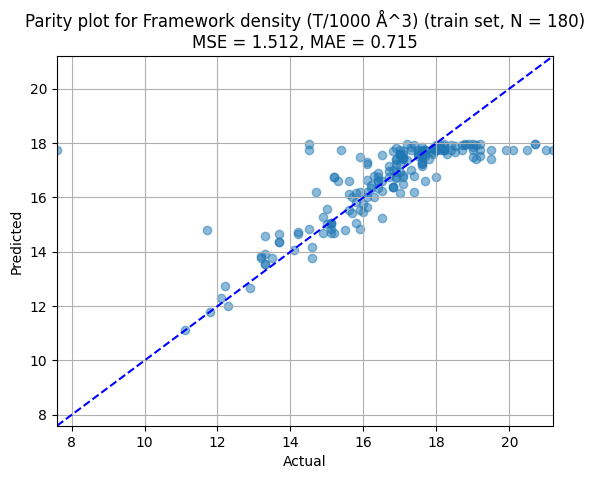 Parity plot for Framework density (T/1000 Å^3) (train set, N = 180)
MSE = 1.512, MAE = 0.715
20
18
16
14
12
10
8
Predicted
8 10 12 14 16 18 20
Actual